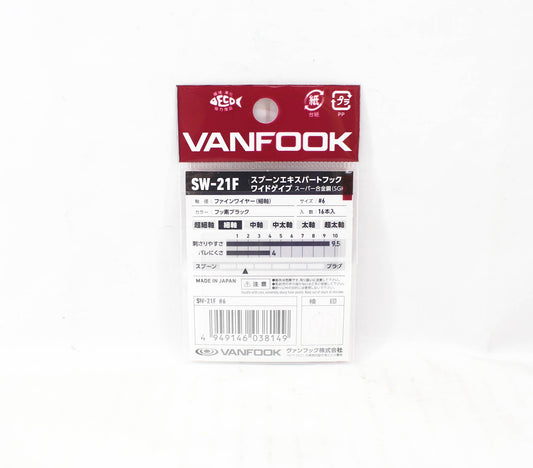 ECO
紙
台紙
プラ
PP
VANFOOK
SW-21F スプーンエキスパートフック
ワイドゲイプ スーパー合金鋼(SG)
軸 径 ファインワイヤー(細軸) サイズ #6
カラー フッ素ブラック 入 数 16本入
超細軸 細軸 中軸 中太軸 太軸 超太軸
1 2 3 4 5 6 7 8 9 10
刺さりやすさ 9.5
バレにくさ 4
スプーン プラグ
MADE IN JAPAN 注意
SW-21F #6 検 印
4 949146 038149
VANFOOK ヴァンフック株式会社